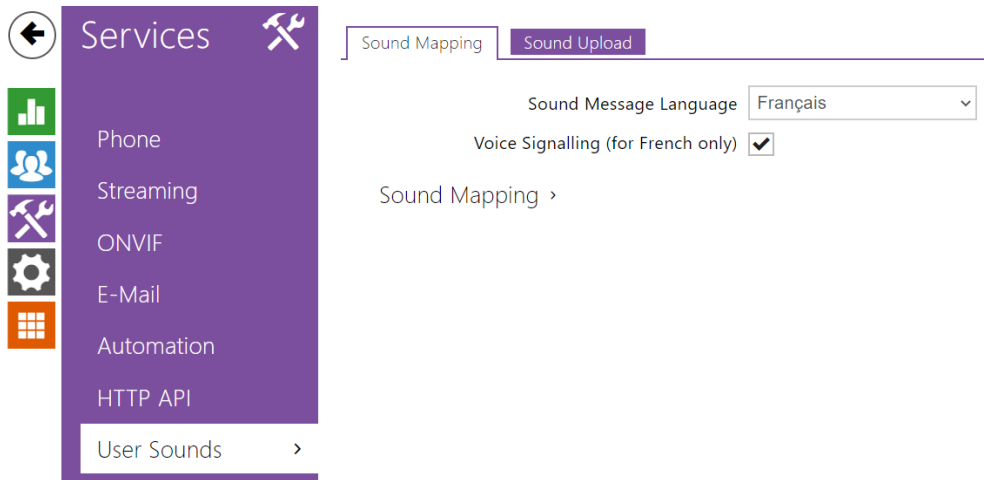 Services
Phone
Streaming
ONVIF
E-Mail
Automation
HTTP API
User Sounds
Sound Mapping
Sound Upload
Sound Message Language Français
Voice Signalling (for French only)
Sound Mapping